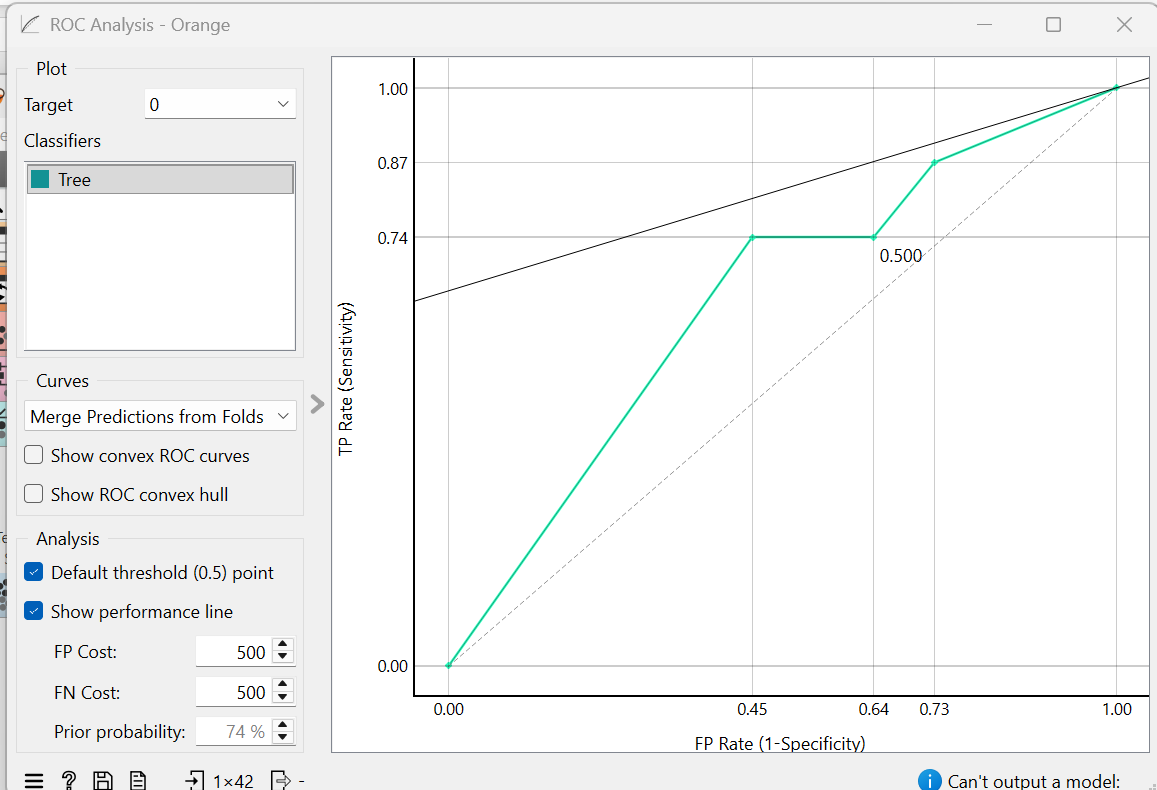 ROC Analysis - Orange
Plot
Target 0
Classifiers
Tree
Curves
Merge Predictions from Folds
Show convex ROC curves
Show ROC convex hull
Analysis
Default threshold (0.5) point
Show performance line
FP Cost: 500
FN Cost: 500
Prior probability: 74 %
1×42 -
TP Rate (Sensitivity)
1.00
0.87
0.74
0.00
0.500
0.00 0.45 0.64 0.73 1.00
FP Rate (1-Specificity)
Can't output a model: